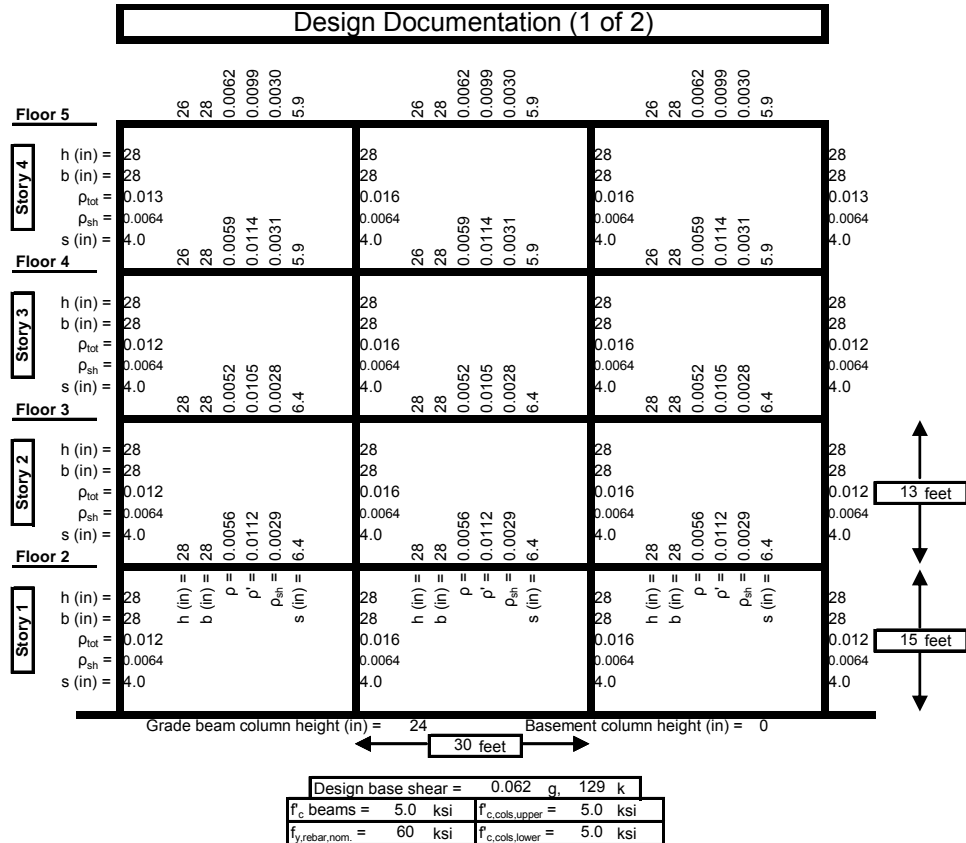 Design Documentation (1 of 2)
26 28 0.0062 0.0099 0.0030 5.9 26 28 0.0062 0.0099 0.0030 5.9 26 28 0.0062 0.0099 0.0030 5.9
Floor 5
Story 4
h (in) = 28 28 28 28
b (in) = 28 28 28 28
ρtot = 0.013 0.016 0.016 0.013
ρsh = 0.0064 0.0064 0.0064 0.0064
s (in) = 4.0 4.0 4.0 4.0
26 28 0.0059 0.0114 0.0031 5.9 26 28 0.0059 0.0114 0.0031 5.9 26 28 0.0059 0.0114 0.0031 5.9
Floor 4
Story 3
h (in) = 28 28 28 28
b (in) = 28 28 28 28
ρtot = 0.012 0.016 0.016 0.012
ρsh = 0.0064 0.0064 0.0064 0.0064
s (in) = 4.0 4.0 4.0 4.0
28 28 0.0052 0.0105 0.0028 6.4 28 28 0.0052 0.0105 0.0028 6.4 28 28 0.0052 0.0105 0.0028 6.4
Floor 3
Story 2
h (in) = 28 28 28 28
b (in) = 28 28 28 28
ρtot = 0.012 0.016 0.016 0.012
13 feet
ρsh = 0.0064 0.0064 0.0064 0.0064
s (in) = 4.0 4.0 4.0 4.0
h (in) = 28 b (in) = 28 ρ = 0.0056 ρ' = 0.0112 ρsh = 0.0029 s (in) = 6.4 h (in) = 28 b (in) = 28 ρ = 0.0056 ρ' = 0.0112 ρsh = 0.0029 s (in) = 6.4 h (in) = 28 b (in) = 28 ρ = 0.0056 ρ' = 0.0112 ρsh = 0.0029 s (in) = 6.4
Floor 2
Story 1
h (in) = 28 28 28 28
b (in) = 28 28 28 28
ρtot = 0.012 0.016 0.016 0.012
15 feet
ρsh = 0.0064 0.0064 0.0064 0.0064
s (in) = 4.0 4.0 4.0 4.0
Grade beam column height (in) = 24 Basement column height (in) = 0
30 feet
Design base shear = 0.062 g, 129 k
f'c beams = 5.0 ksi f'c,cols,upper = 5.0 ksi
fy,rebar,nom. = 60 ksi f'c,cols,lower = 5.0 ksi